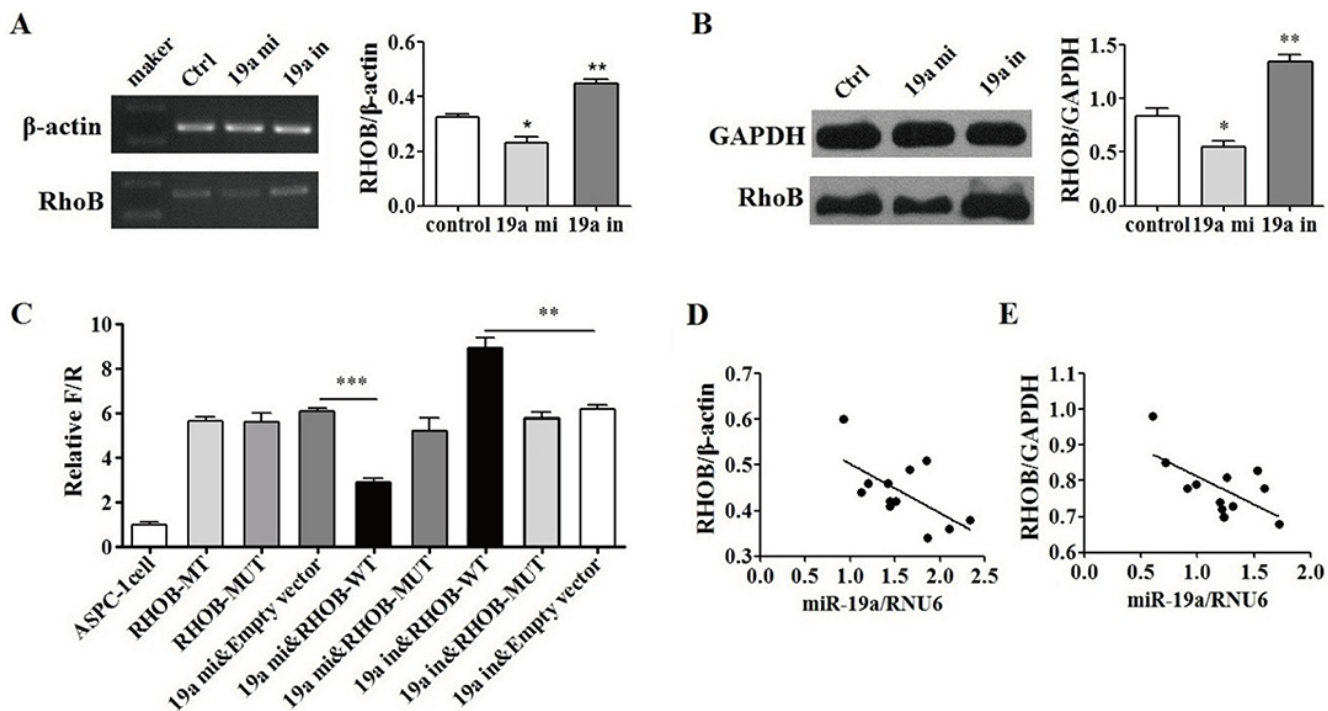 A
maker
Ctrl
19a mi
19a in
β-actin
RhoB
RHOB/β-actin
0.6
0.4
0.2
0.0
*
**
control 19a mi 19a in
B
Ctrl
19a mi
19a in
GAPDH
RhoB
RHOB/GAPDH
1.5
1.0
0.5
0.0
*
**
control 19a mi 19a in
C
Relative F/R
10
8
6
4
2
0
***
**
ASPC-1cell
RHOB-MT
RHOB-MUT
19a mi&Empty vector
19a mi&RHOB-WT
19a mi&RHOB-MUT
19a in&RHOB-WT
19a in&RHOB-MUT
19a in&Empty vector
D
RHOB/β-actin
0.7
0.6
0.5
0.4
0.3
0.0 0.5 1.0 1.5 2.0 2.5
miR-19a/RNU6
E
RHOB/GAPDH
1.1
1.0
0.9
0.8
0.7
0.6
0.0 0.5 1.0 1.5 2.0
miR-19a/RNU6